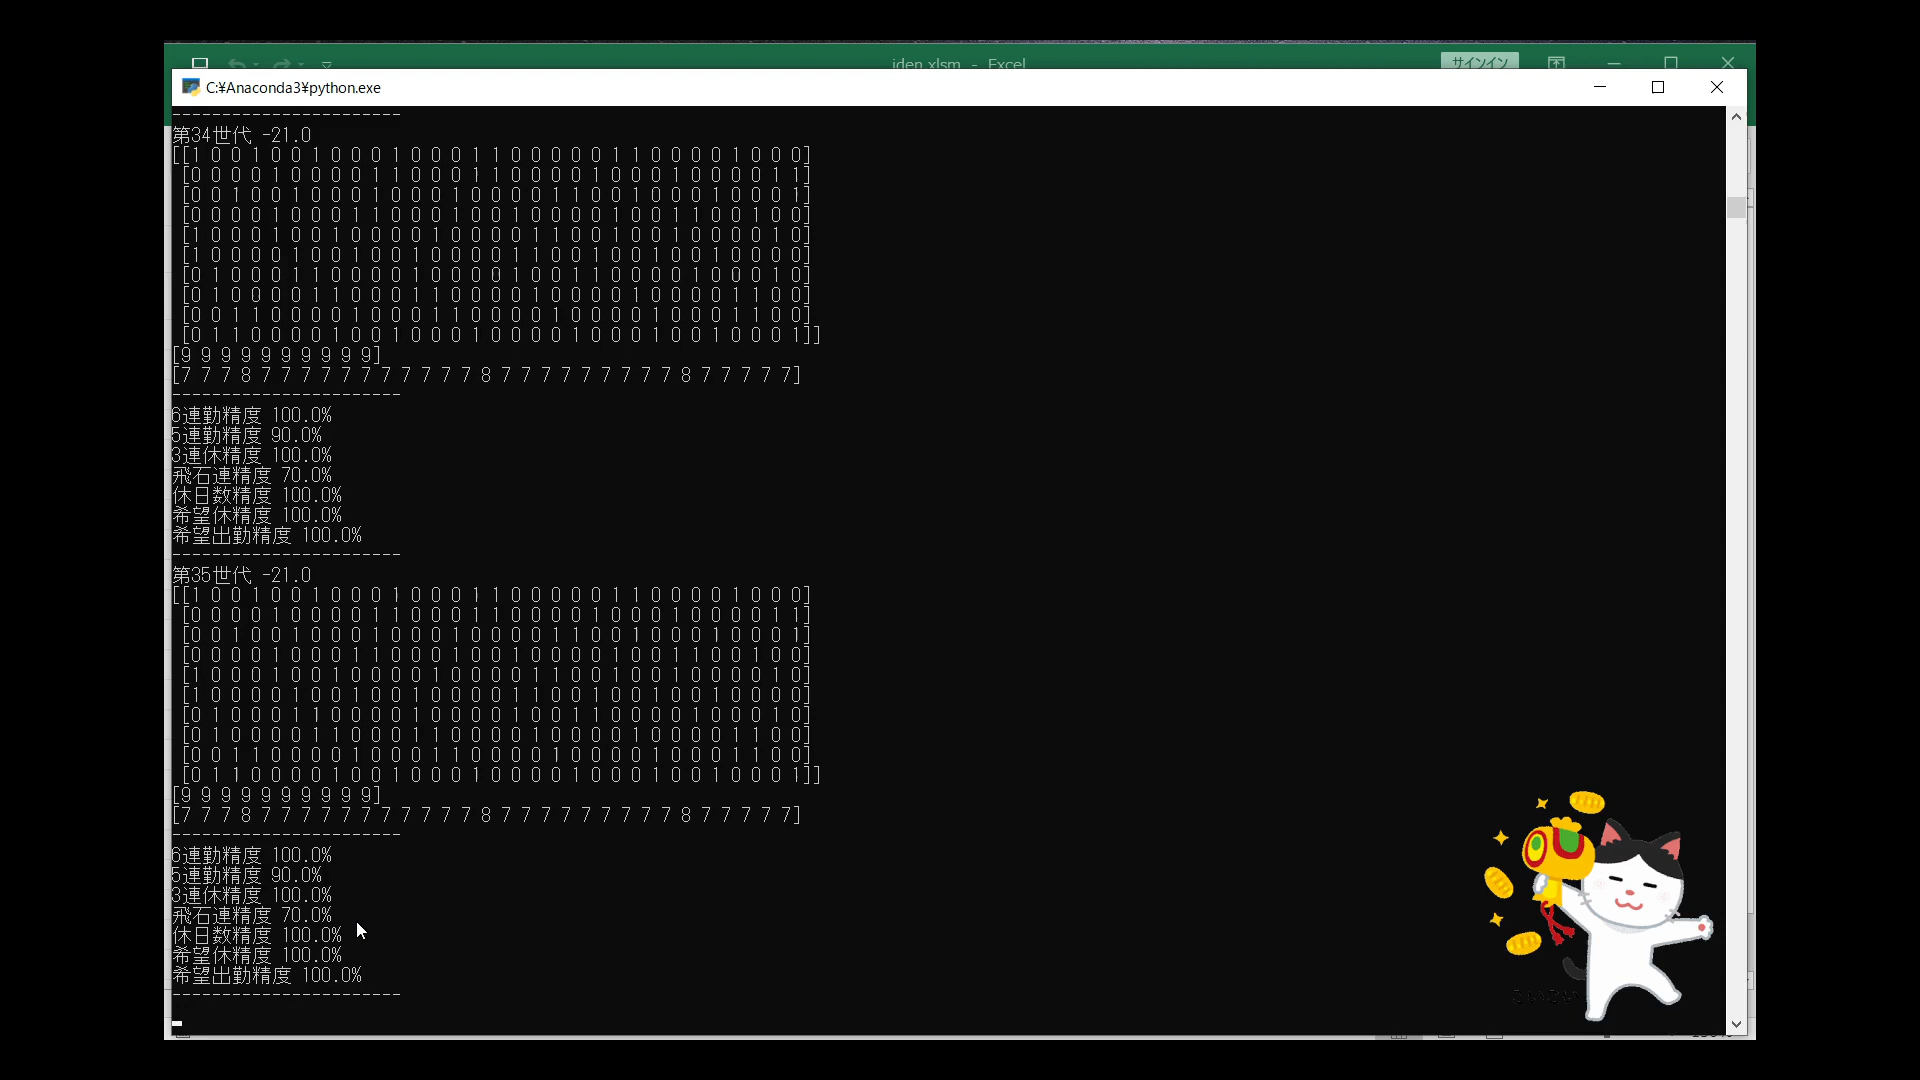 iden.xlsm - Excel
サインイン
C:¥Anaconda3¥python.exe
-----------------------
第34世代 -21.0
[[1 0 0 1 0 0 1 0 0 0 1 0 0 0 1 1 0 0 0 0 0 1 1 0 0 0 0 1 0 0 0]
[0 0 0 0 1 0 0 0 0 1 1 0 0 0 1 1 0 0 0 0 1 0 0 0 1 0 0 0 0 1 1]
[0 0 1 0 0 1 0 0 0 1 0 0 0 1 0 0 0 0 1 1 0 0 1 0 0 0 1 0 0 0 1]
[0 0 0 0 1 0 0 0 1 1 0 0 0 1 0 0 1 0 0 0 0 1 0 0 1 1 0 0 1 0 0]
[1 0 0 0 1 0 0 1 0 0 0 0 1 0 0 0 0 1 1 0 0 1 0 0 1 0 0 0 0 1 0]
[1 0 0 0 0 1 0 0 1 0 0 1 0 0 0 0 1 1 0 0 1 0 0 1 0 0 1 0 0 0 0]
[0 1 0 0 0 1 1 0 0 0 0 1 0 0 0 0 1 0 0 1 1 0 0 0 0 1 0 0 0 1 0]
[0 1 0 0 0 0 1 1 0 0 0 1 1 0 0 0 0 1 0 0 0 0 1 0 0 0 0 1 1 0 0]
[0 0 1 1 0 0 0 0 1 0 0 0 1 1 0 0 0 0 1 0 0 0 0 1 0 0 0 1 1 0 0]
[0 1 1 0 0 0 0 1 0 0 1 0 0 0 1 0 0 0 0 1 0 0 0 1 0 0 1 0 0 0 1]]
[9 9 9 9 9 9 9 9 9 9]
[7 7 7 8 7 7 7 7 7 7 7 7 7 7 7 8 7 7 7 7 7 7 7 7 7 8 7 7 7 7 7]
-----------------------
6連勤精度 100.0%
5連勤精度 90.0%
3連休精度 100.0%
飛石連精度 70.0%
休日数精度 100.0%
希望休精度 100.0%
希望出勤精度 100.0%
-----------------------
第35世代 -21.0
[[1 0 0 1 0 0 1 0 0 0 1 0 0 0 1 1 0 0 0 0 0 1 1 0 0 0 0 1 0 0 0]
[0 0 0 0 1 0 0 0 0 1 1 0 0 0 1 1 0 0 0 0 1 0 0 0 1 0 0 0 0 1 1]
[0 0 1 0 0 1 0 0 0 1 0 0 0 1 0 0 0 0 1 1 0 0 1 0 0 0 1 0 0 0 1]
[0 0 0 0 1 0 0 0 1 1 0 0 0 1 0 0 1 0 0 0 0 1 0 0 1 1 0 0 1 0 0]
[1 0 0 0 1 0 0 1 0 0 0 0 1 0 0 0 0 1 1 0 0 1 0 0 1 0 0 0 0 1 0]
[1 0 0 0 0 1 0 0 1 0 0 1 0 0 0 0 1 1 0 0 1 0 0 1 0 0 1 0 0 0 0]
[0 1 0 0 0 1 1 0 0 0 0 1 0 0 0 0 1 0 0 1 1 0 0 0 0 1 0 0 0 1 0]
[0 1 0 0 0 0 1 1 0 0 0 1 1 0 0 0 0 1 0 0 0 0 1 0 0 0 0 1 1 0 0]
[0 0 1 1 0 0 0 0 1 0 0 0 1 1 0 0 0 0 1 0 0 0 0 1 0 0 0 1 1 0 0]
[0 1 1 0 0 0 0 1 0 0 1 0 0 0 1 0 0 0 0 1 0 0 0 1 0 0 1 0 0 0 1]]
[9 9 9 9 9 9 9 9 9 9]
[7 7 7 8 7 7 7 7 7 7 7 7 7 7 7 8 7 7 7 7 7 7 7 7 7 8 7 7 7 7 7]
-----------------------
6連勤精度 100.0%
5連勤精度 90.0%
3連休精度 100.0%
飛石連精度 70.0%
休日数精度 100.0%
希望休精度 100.0%
希望出勤精度 100.0%
-----------------------